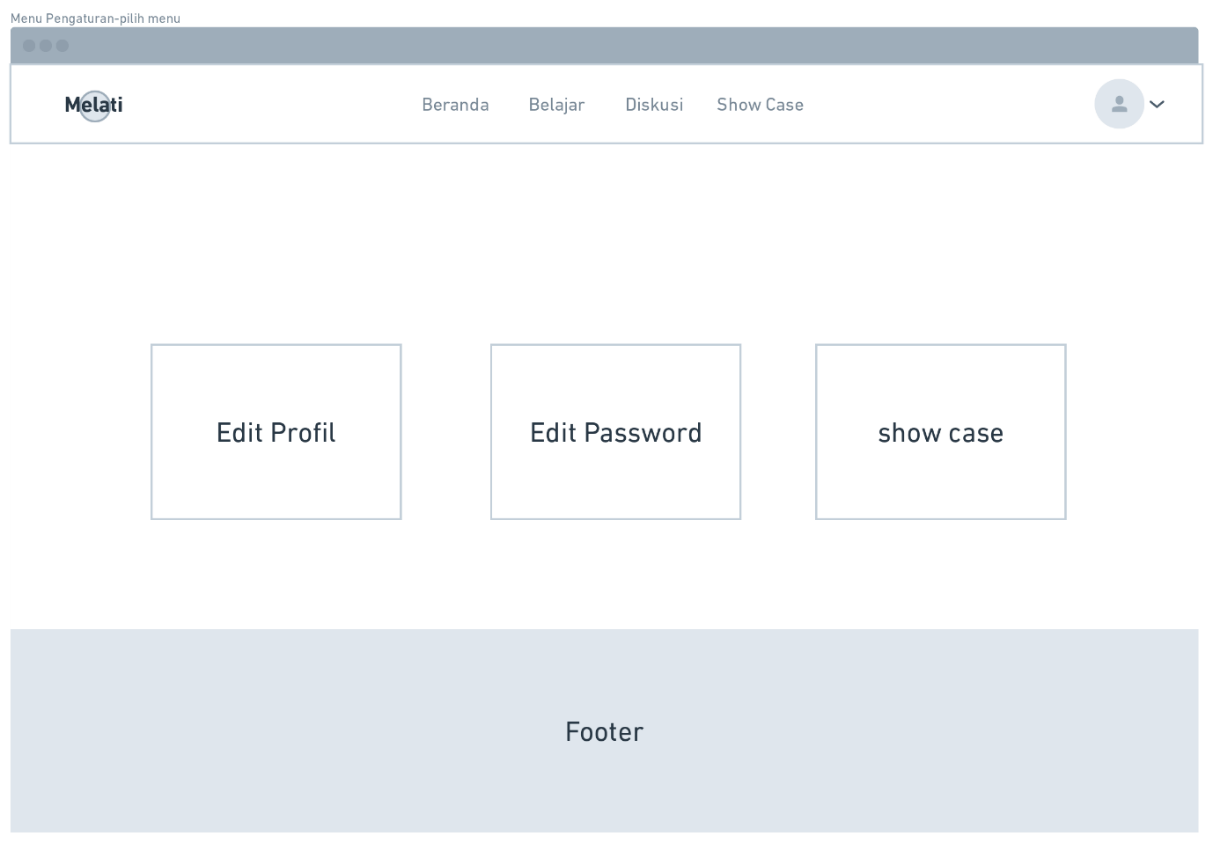 Menu Pengaturan-pilih menu
Melati
Beranda Belajar Diskusi Show Case
Edit Profil
Edit Password
show case
Footer